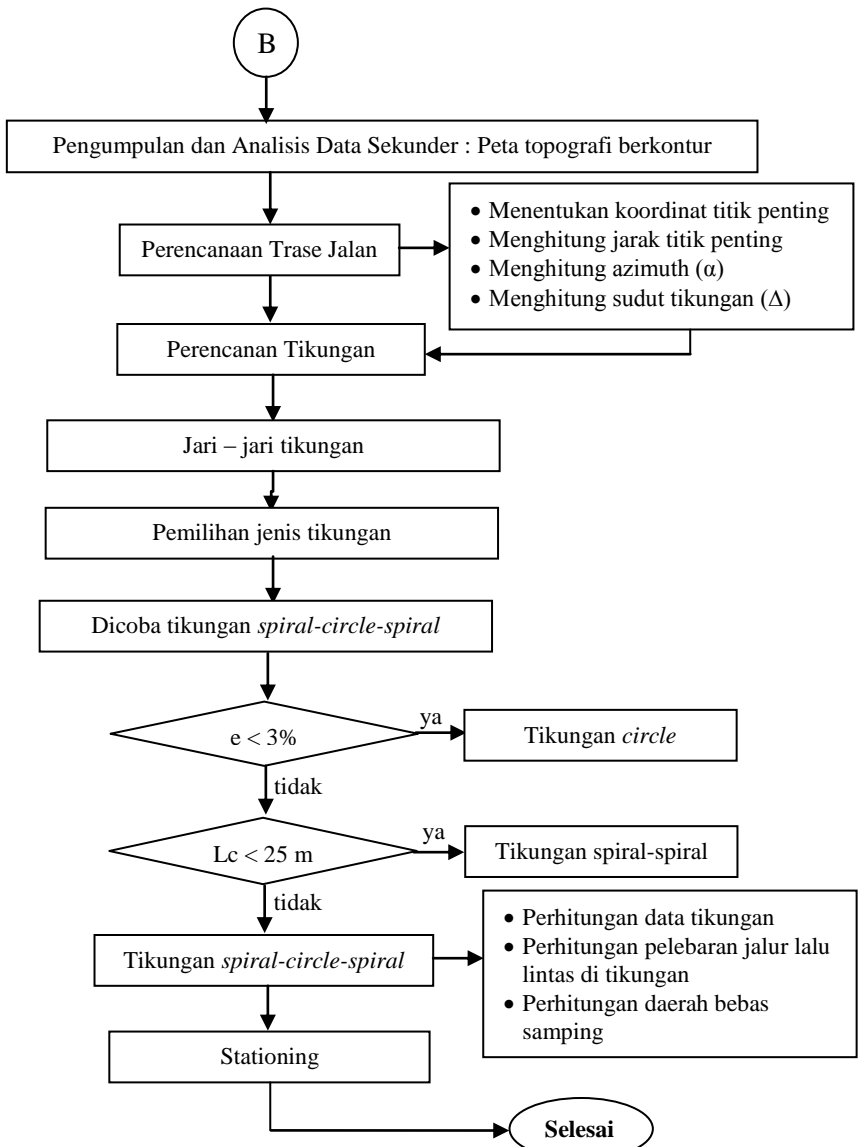 B
Pengumpulan dan Analisis Data Sekunder : Peta topografi berkontur
Perencanaan Trase Jalan
• Menentukan koordinat titik penting
• Menghitung jarak titik penting
• Menghitung azimuth (α)
• Menghitung sudut tikungan (Δ)
Perencanan Tikungan
Jari – jari tikungan
Pemilihan jenis tikungan
Dicoba tikungan spiral-circle-spiral
e < 3%
ya
Tikungan circle
tidak
Lc < 25 m
ya
Tikungan spiral-spiral
tidak
Tikungan spiral-circle-spiral
• Perhitungan data tikungan
• Perhitungan pelebaran jalur lalu
lintas di tikungan
• Perhitungan daerah bebas
samping
Stationing
Selesai